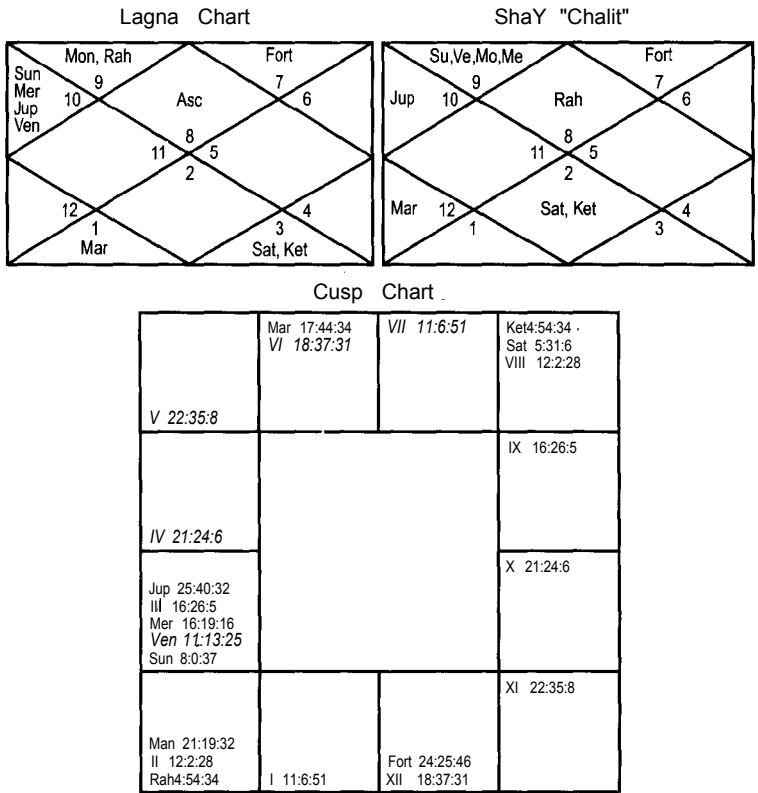 Lagna Chart
Mon, Rah
Fort
Sun
Mer
Jup
Ven
9
10
Asc
7
6
8
11
5
2
12
1
4
3
Mar
Sat, Ket
ShaY "Chalit"
Su,Ve,Mo,Me
Fort
9
Jup
10
Rah
7
6
8
11
5
2
Mar
12
1
Sat, Ket
4
3
Cusp Chart
V 22:35:8
Mar 17:44:34
VI 18:37:31
VII 11:6:51
Ket4:54:34
Sat 5:31:6
VIII 12:2:28
IV 21:24:6
IX 16:26:5
Jup 25:40:32
III 16:26:5
Mer 16:19:16
Ven 11:13:25
Sun 8:0:37
X 21:24:6
Man 21:19:32
II 12:2:28
Rah4:54:34
I 11:6:51
Fort 24:25:46
XII 18:37:31
XI 22:35:8